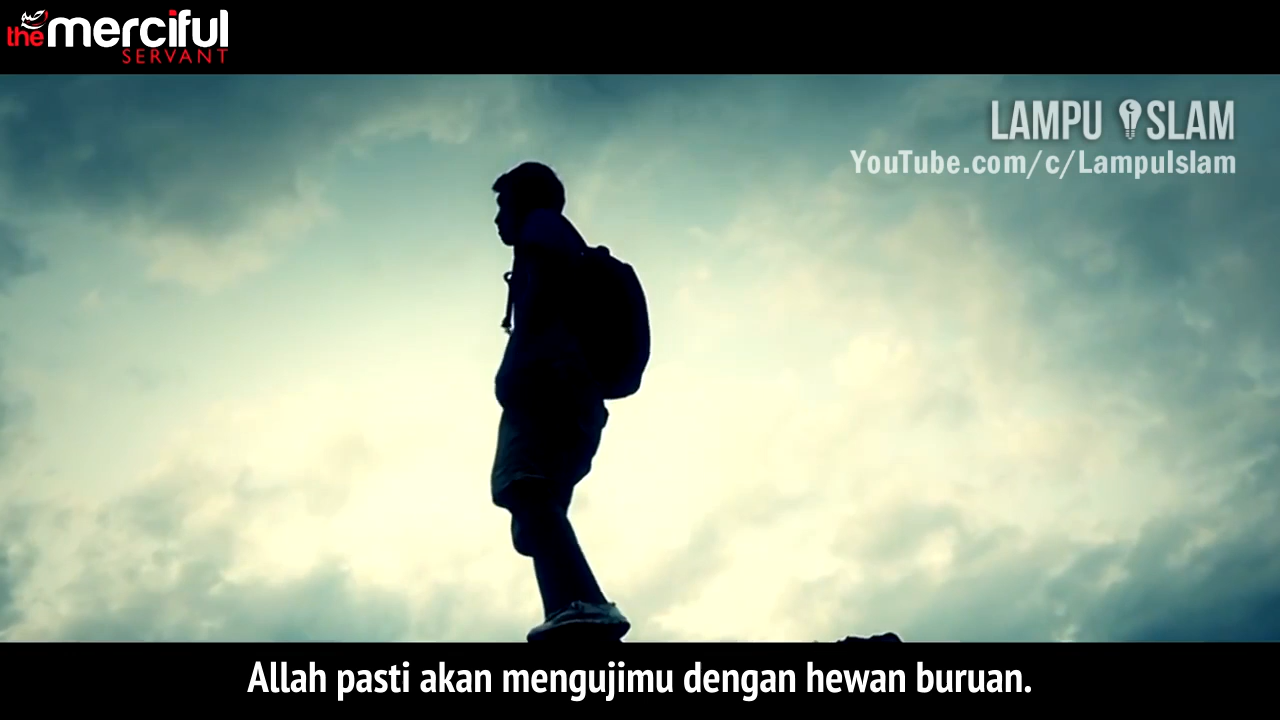 the merciful
SERVANT
LAMPU ISLAM
YouTube.com/c/LampuIslam
Allah pasti akan mengujimu dengan hewan buruan.